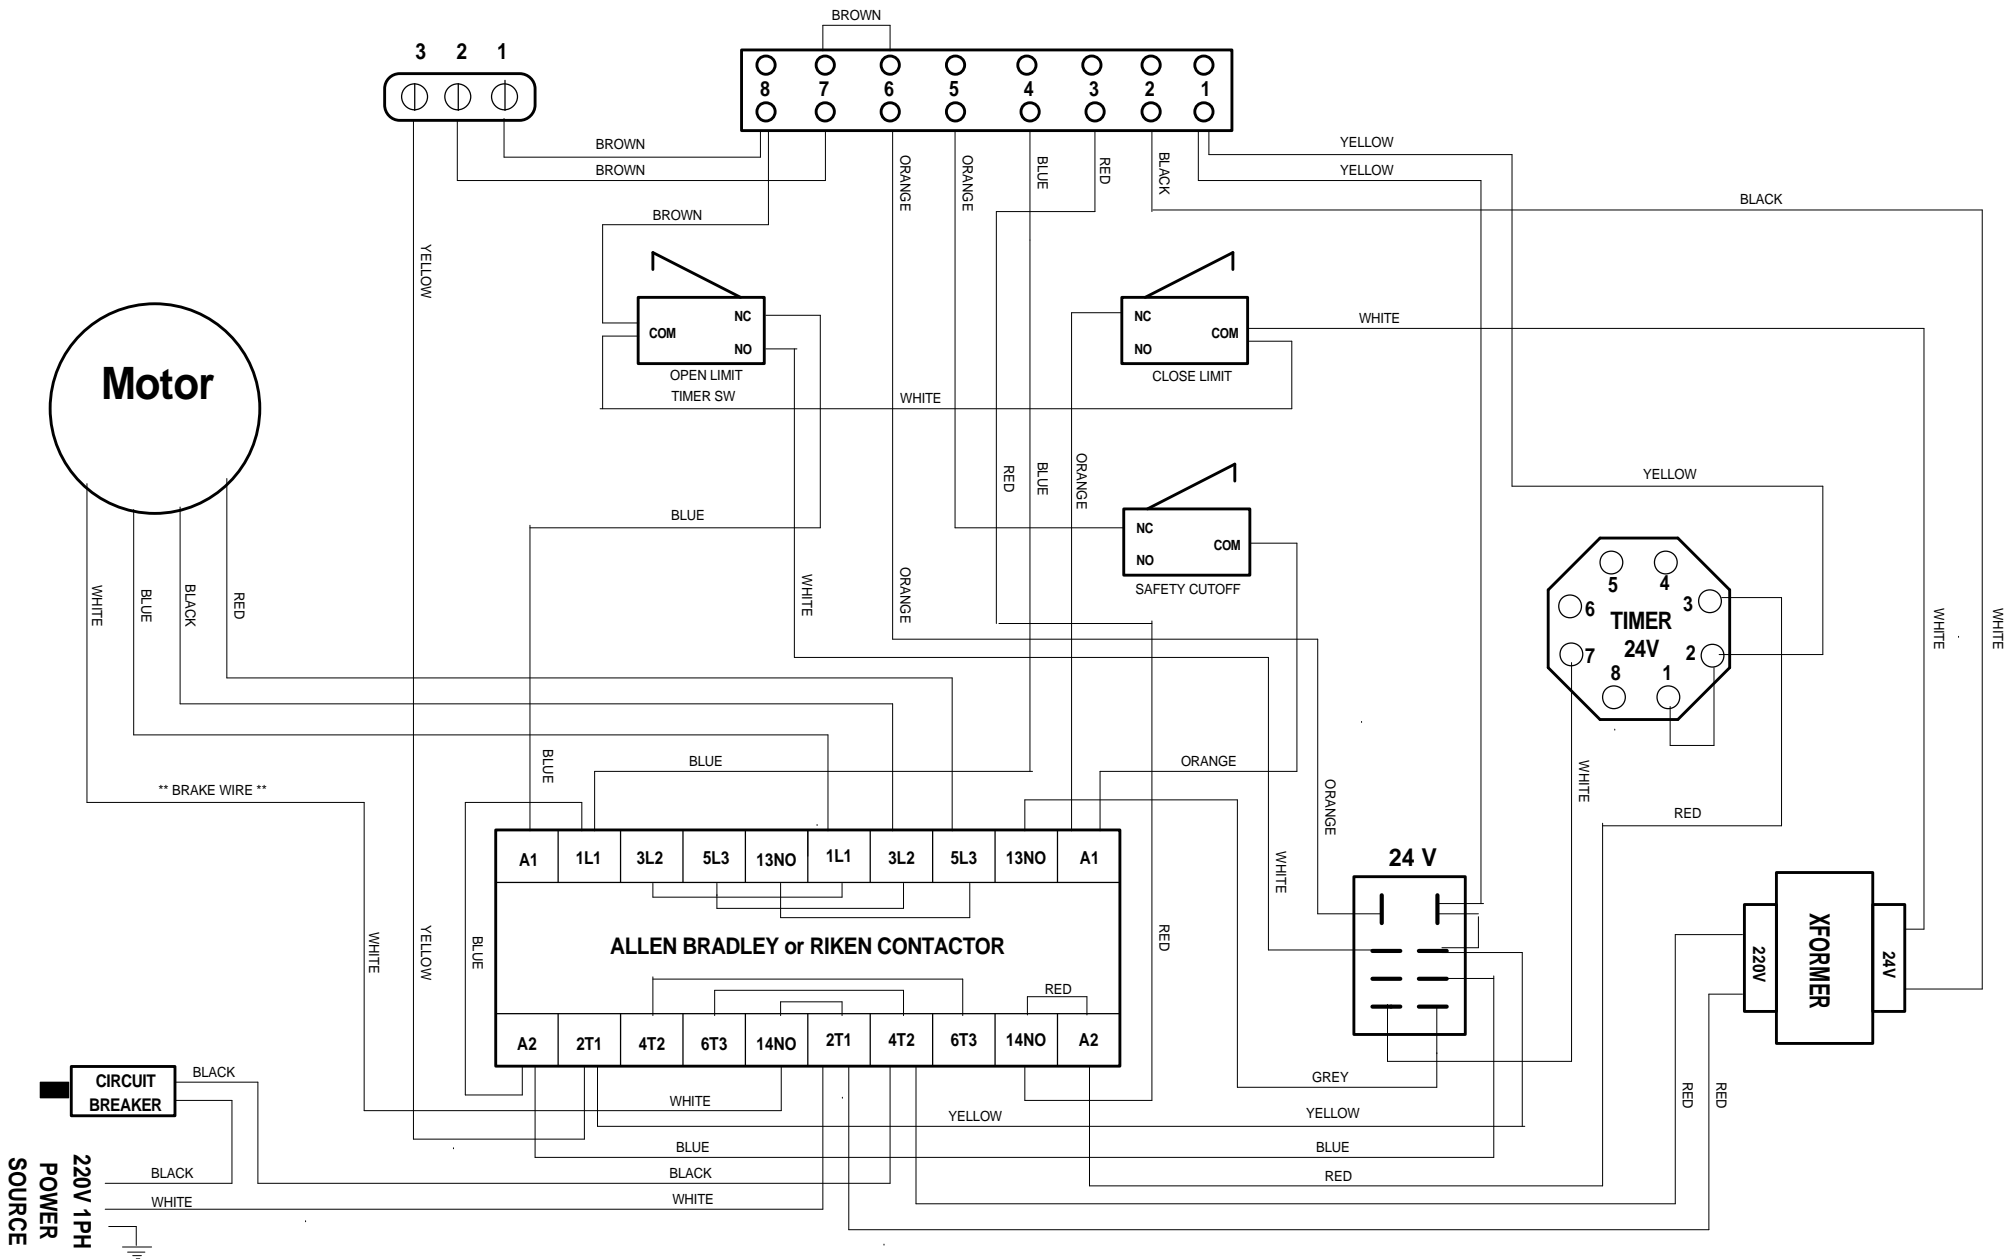 BROWN
3 2 1
8 7 6 5 4 3 2 1
BROWN
BROWN
YELLOW
YELLOW
ORANGE
ORANGE
BLUE
RED
BLACK
BLACK
BROWN
YELLOW
COM
NC
NO
OPEN LIMIT
TIMER SW
NC
NO
COM
CLOSE LIMIT
WHITE
WHITE
Motor
RED
BLUE
ORANGE
YELLOW
BLUE
NC
NO
COM
SAFETY CUTOFF
WHITE
BLUE
BLACK
RED
WHITE
ORANGE
5 4
6 3
TIMER
24V
7 2
8 1
WHITE
WHITE
BLUE
BLUE
ORANGE
** BRAKE WIRE **
ORANGE
WHITE
RED
A1 1L1 3L2 5L3 13NO 1L1 3L2 5L3 13NO A1
WHITE
24 V
WHITE
YELLOW
BLUE
ALLEN BRADLEY or RIKEN CONTACTOR
RED
220V
XFORMER
24V
RED
A2 2T1 4T2 6T3 14NO 2T1 4T2 6T3 14NO A2
CIRCUIT
BREAKER
BLACK
WHITE
GREY
RED
RED
YELLOW
YELLOW
BLUE
BLUE
220V 1PH
POWER
SOURCE
BLACK
BLACK
RED
WHITE
WHITE